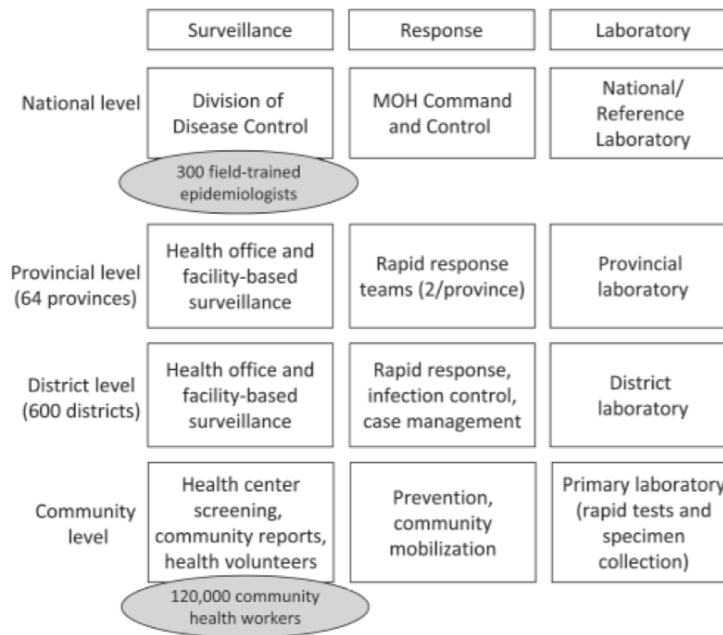 Surveillance
Response
Laboratory
National level
Division of
Disease Control
MOH Command
and Control
National/
Reference
Laboratory
300 field-trained
epidemiologists
Provincial level
(64 provinces)
Health office and
facility-based
surveillance
Rapid response
teams (2/province)
Provincial
laboratory
District level
(600 districts)
Health office and
facility-based
surveillance
Rapid response,
infection control,
case management
District
laboratory
Community
level
Health center
screening,
community reports,
health volunteers
Prevention,
community
mobilization
Primary laboratory
(rapid tests and
specimen
collection)
120,000 community
health workers